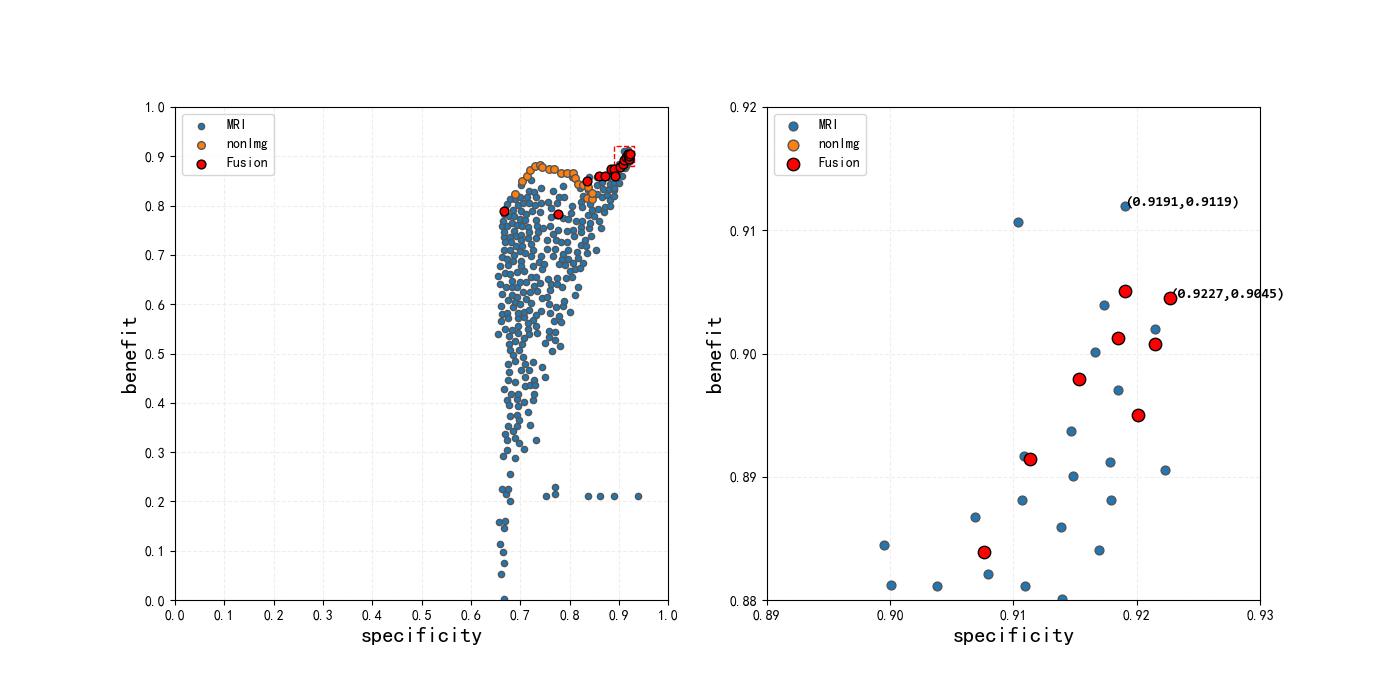 1.0
0.9
0.8
0.7
0.6
0.5
0.4
0.3
0.2
0.1
0.0
benefit
MRI
nonImg
Fusion
0.0 0.1 0.2 0.3 0.4 0.5 0.6 0.7 0.8 0.9 1.0
specificity
0.92
0.91
0.90
0.89
0.88
benefit
MRI
nonImg
Fusion
(0.9191,0.9119)
(0.9227,0.9045)
0.89 0.90 0.91 0.92 0.93
specificity